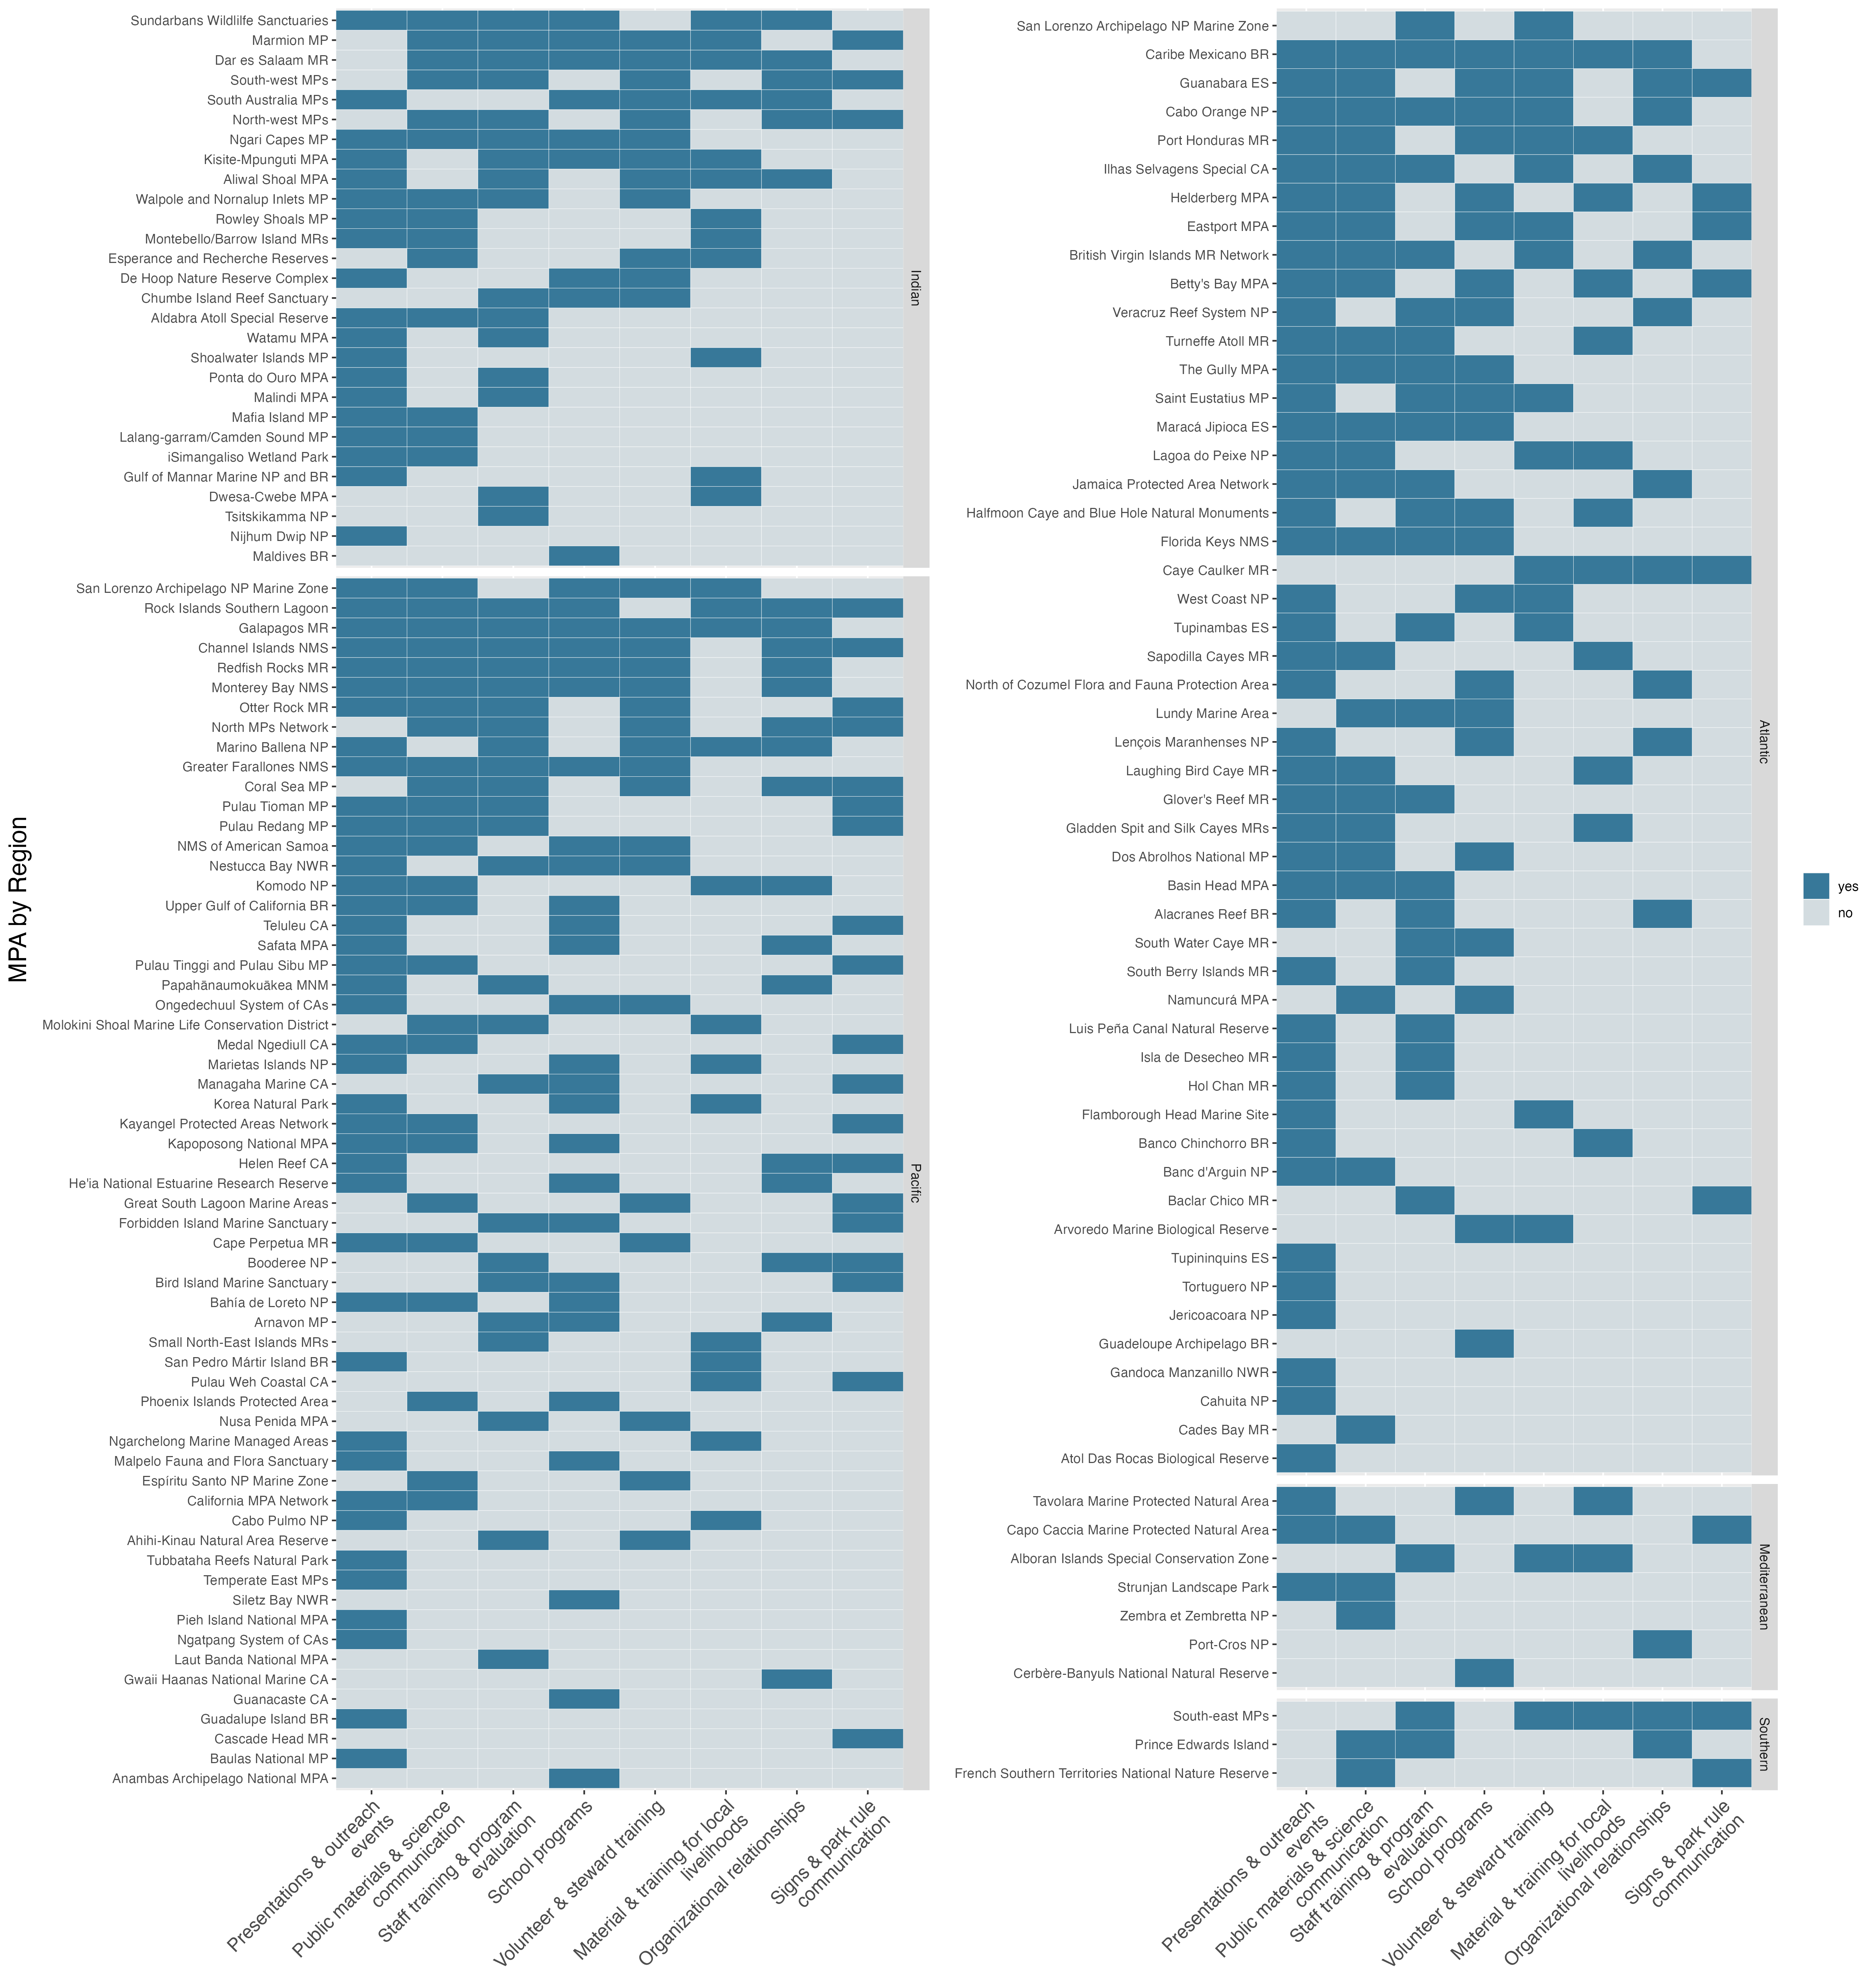 MPA by Region
Sundarbans Wildlilfe Sanctuaries
Marmion MP
Dar es Salaam MR
South-west MPs
South Australia MPs
North-west MPs
Ngari Capes MP
Kisite-Mpunguti MPA
Aliwal Shoal MPA
Walpole and Nornalup Inlets MP
Rowley Shoals MP
Montebello/Barrow Island MRs
Esperance and Recherche Reserves
De Hoop Nature Reserve Complex
Chumbe Island Reef Sanctuary
Aldabra Atoll Special Reserve
Watamu MPA
Shoalwater Islands MP
Ponta do Ouro MPA
Malindi MPA
Mafia Island MP
Lalang-garram/Camden Sound MP
iSimangaliso Wetland Park
Gulf of Mannar Marine NP and BR
Dwesa-Cwebe MPA
Tsitskikamma NP
Nijhum Dwip NP
Maldives BR
Indian
San Lorenzo Archipelago NP Marine Zone
Rock Islands Southern Lagoon
Galapagos MR
Channel Islands NMS
Redfish Rocks MR
Monterey Bay NMS
Otter Rock MR
North MPs Network
Marino Ballena NP
Greater Farallones NMS
Coral Sea MP
Pulau Tioman MP
Pulau Redang MP
NMS of American Samoa
Nestucca Bay NWR
Komodo NP
Upper Gulf of California BR
Teluleu CA
Safata MPA
Pulau Tinggi and Pulau Sibu MP
Papahānaumokuākea MNM
Ongedechuul System of CAs
Molokini Shoal Marine Life Conservation District
Medal Ngediull CA
Marietas Islands NP
Managaha Marine CA
Korea Natural Park
Kayangel Protected Areas Network
Kapoposong National MPA
Helen Reef CA
He'ia National Estuarine Research Reserve
Great South Lagoon Marine Areas
Forbidden Island Marine Sanctuary
Cape Perpetua MR
Booderee NP
Bird Island Marine Sanctuary
Bahía de Loreto NP
Arnavon MP
Small North-East Islands MRs
San Pedro Mártir Island BR
Pulau Weh Coastal CA
Phoenix Islands Protected Area
Nusa Penida MPA
Ngarchelong Marine Managed Areas
Malpelo Fauna and Flora Sanctuary
Espíritu Santo NP Marine Zone
California MPA Network
Cabo Pulmo NP
Ahihi-Kinau Natural Area Reserve
Tubbataha Reefs Natural Park
Temperate East MPs
Siletz Bay NWR
Pieh Island National MPA
Ngatpang System of CAs
Laut Banda National MPA
Gwaii Haanas National Marine CA
Guanacaste CA
Guadalupe Island BR
Cascade Head MR
Baulas National MP
Anambas Archipelago National MPA
Pacific
Presentations & outreach
events
Public materials & science
communication
Staff training & program
evaluation
School programs
Volunteer & steward training
Material & training for local
livelihoods
Organizational relationships
Signs & park rule
communication
San Lorenzo Archipelago NP Marine Zone
Caribe Mexicano BR
Guanabara ES
Cabo Orange NP
Port Honduras MR
Ilhas Selvagens Special CA
Helderberg MPA
Eastport MPA
British Virgin Islands MR Network
Betty's Bay MPA
Veracruz Reef System NP
Turneffe Atoll MR
The Gully MPA
Saint Eustatius MP
Maracá Jipioca ES
Lagoa do Peixe NP
Jamaica Protected Area Network
Halfmoon Caye and Blue Hole Natural Monuments
Florida Keys NMS
Caye Caulker MR
West Coast NP
Tupinambas ES
Sapodilla Cayes MR
North of Cozumel Flora and Fauna Protection Area
Lundy Marine Area
Lençois Maranhenses NP
Laughing Bird Caye MR
Glover's Reef MR
Gladden Spit and Silk Cayes MRs
Dos Abrolhos National MP
Basin Head MPA
Alacranes Reef BR
South Water Caye MR
South Berry Islands MR
Namuncurá MPA
Luis Peña Canal Natural Reserve
Isla de Desecheo MR
Hol Chan MR
Flamborough Head Marine Site
Banco Chinchorro BR
Banc d'Arguin NP
Baclar Chico MR
Arvoredo Marine Biological Reserve
Tupininquins ES
Tortuguero NP
Jericoacoara NP
Guadeloupe Archipelago BR
Gandoca Manzanillo NWR
Cahuita NP
Cades Bay MR
Atol Das Rocas Biological Reserve
Atlantic
Tavolara Marine Protected Natural Area
Capo Caccia Marine Protected Natural Area
Alboran Islands Special Conservation Zone
Strunjan Landscape Park
Zembra et Zembretta NP
Port-Cros NP
Cerbère-Banyuls National Natural Reserve
Mediterranean
South-east MPs
Prince Edwards Island
French Southern Territories National Nature Reserve
Southern
Presentations & outreach
events
Public materials & science
communication
Staff training & program
evaluation
School programs
Volunteer & steward training
Material & training for local
livelihoods
Organizational relationships
Signs & park rule
communication
yes
no